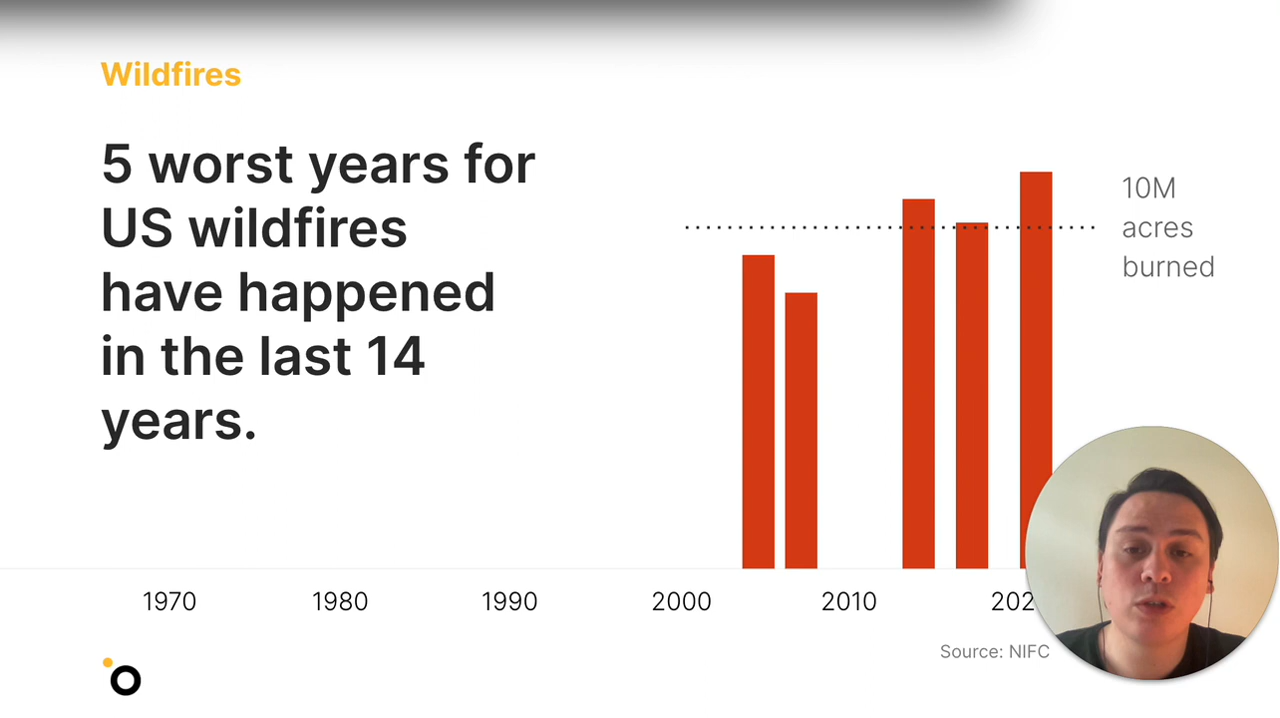 Wildfires
5 worst years for
US wildfires
have happened
in the last 14
years.
10M
acres
burned
1970
1980
1990
2000
2010
Source: NIFC